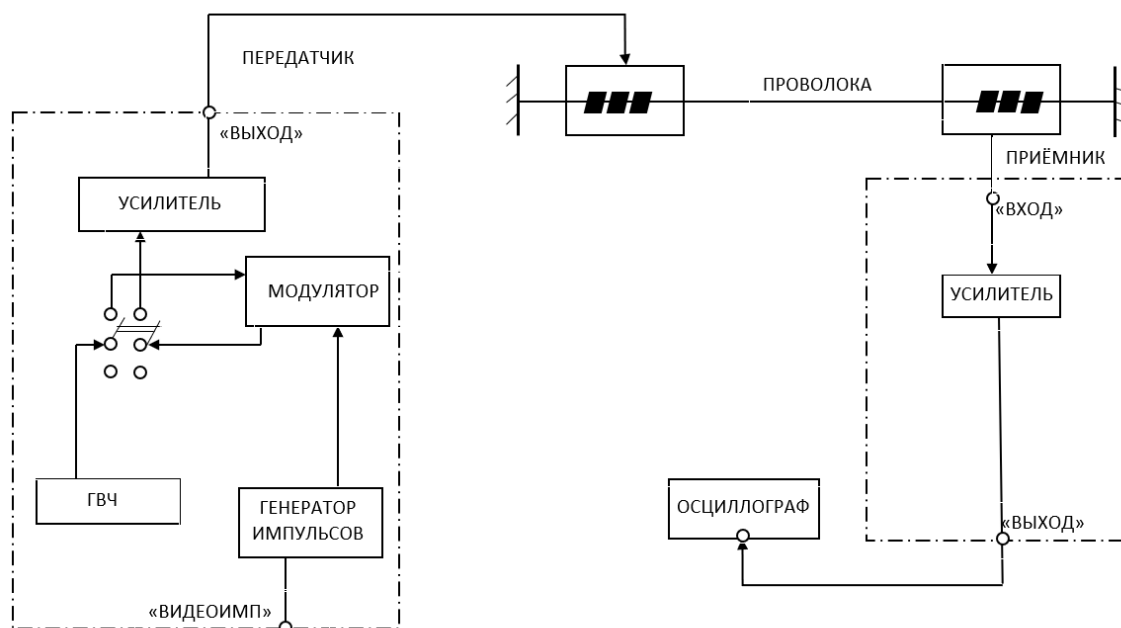 ПЕРЕДАТЧИК
ПРОВОЛОКА
«ВЫХОД»
ПРИЁМНИК
УСИЛИТЕЛЬ
«ВХОД»
МОДУЛЯТОР
УСИЛИТЕЛЬ
ГВЧ
ГЕНЕРАТОР
ИМПУЛЬСОВ
ОСЦИЛЛОГРАФ
«ВЫХОД»
«ВИДЕОИМП»